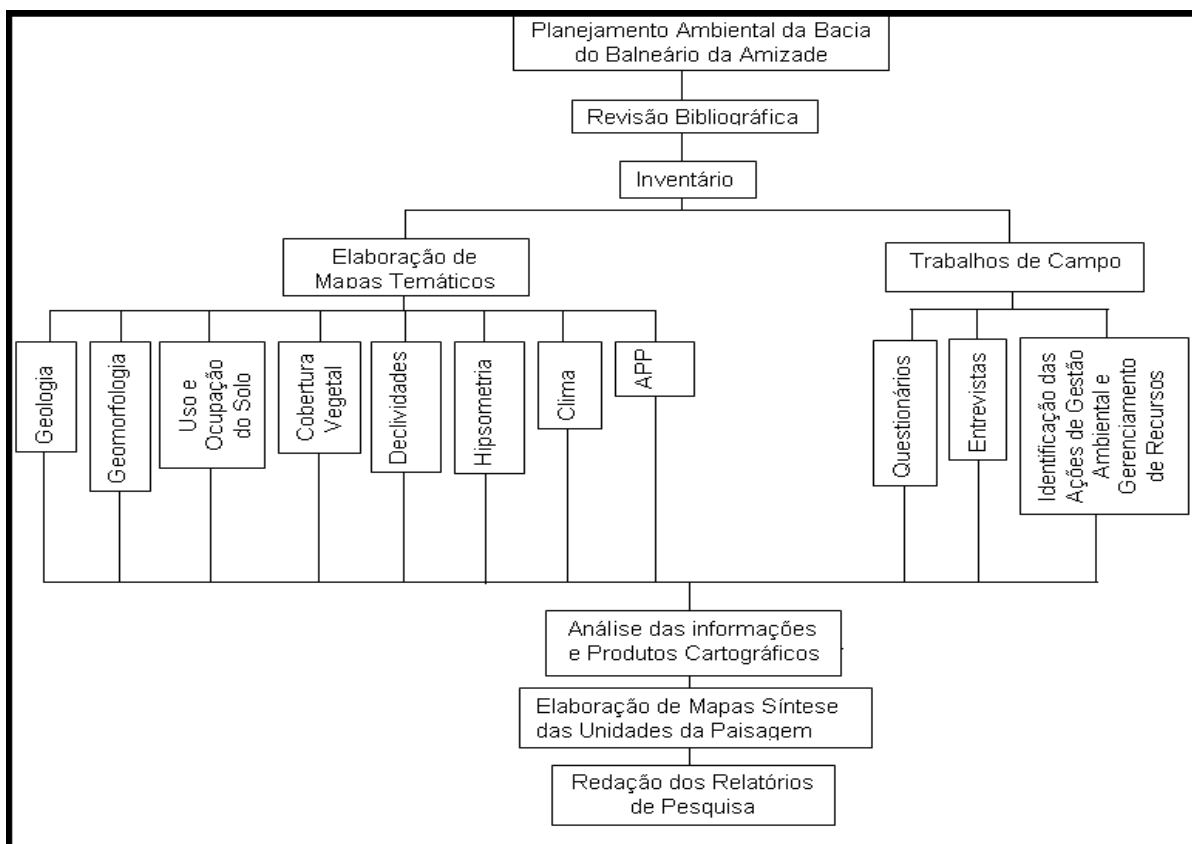 Planejamento Ambiental da Bacia
do Balneário da Amizade
Revisão Bibliográfica
Inventário
Elaboração de
Mapas Temáticos
Trabalhos de Campo
Geologia
Geomorfologia
Uso e
Ocupação
do Solo
Cobertura
Vegetal
Declividades
Hipsometria
Clima
APP
Questionários
Entrevistas
Identificação das
Ações de Gestão
Ambiental e
Gerenciamento
de Recursos
Análise das informações
e Produtos Cartográficos
Elaboração de Mapas Síntese
das Unidades da Paisagem
Redação dos Relatórios
de Pesquisa